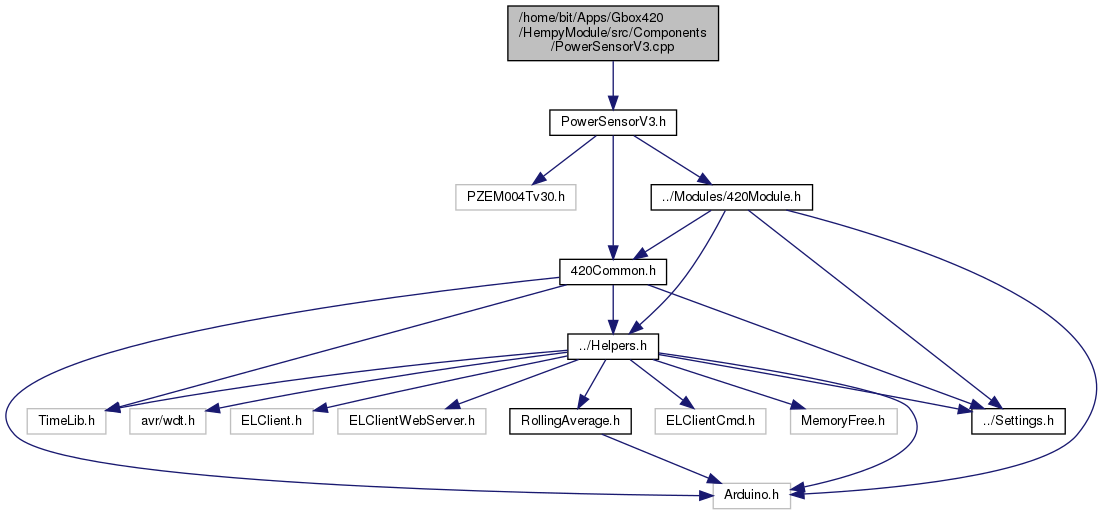 /home/bit/Apps/Gbox420
/HempyModule/src/Components
/PowerSensorV3.cpp
PowerSensorV3.h
PZEM004Tv30.h
../Modules/420Module.h
420Common.h
../Helpers.h
TimeLib.h
avr/wdt.h
ELClient.h
ELClientWebServer.h
RollingAverage.h
ELClientCmd.h
MemoryFree.h
../Settings.h
Arduino.h